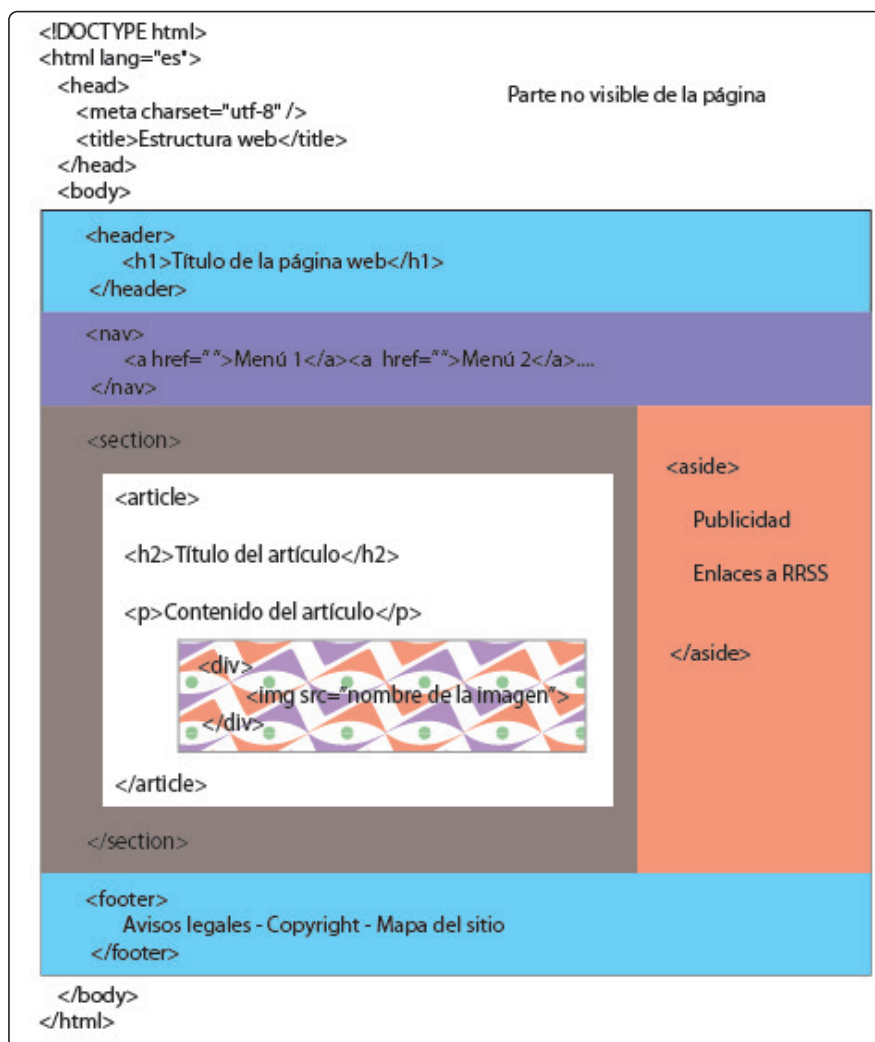 <!DOCTYPE html>
<html lang="es">
<head>
Parte no visible de la página
<meta charset="utf-8" />
<title>Estructura web</title>
</head>
<body>
<header>
<h1>Título de la página web</h1>
</header>
<nav>
<a href=””>Menú 1</a><a href=””>Menú 2</a>....
</nav>
<section>
<article>
<h2>Título del artículo</h2>
<p>Contenido del artículo</p>
<div>
<img src=”nombre de la imagen”>
</div>
</article>
</section>
<aside>
Publicidad
Enlaces a RRSS
</aside>
<footer>
Avisos legales - Copyright - Mapa del sitio
</footer>
</body>
</html>